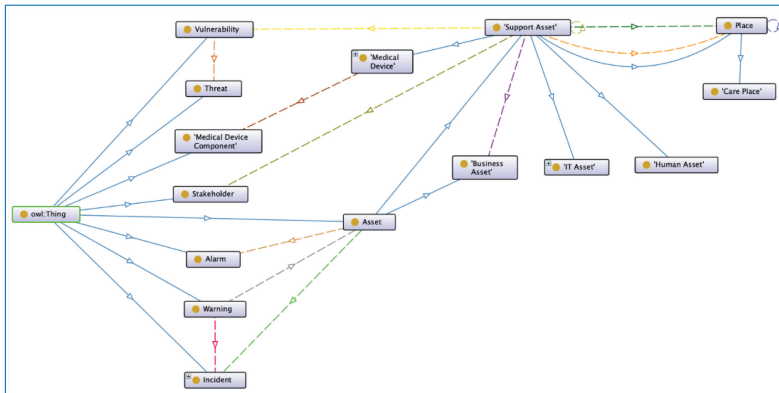 Vulnerability
'Support Asset'
Place
'Medical
Device'
Threat
'Care Place'
'Medical Device
Component'
'Business
Asset'
'IT Asset'
'Human Asset'
Stakeholder
owl:Thing
Asset
Alarm
Warning
Incident